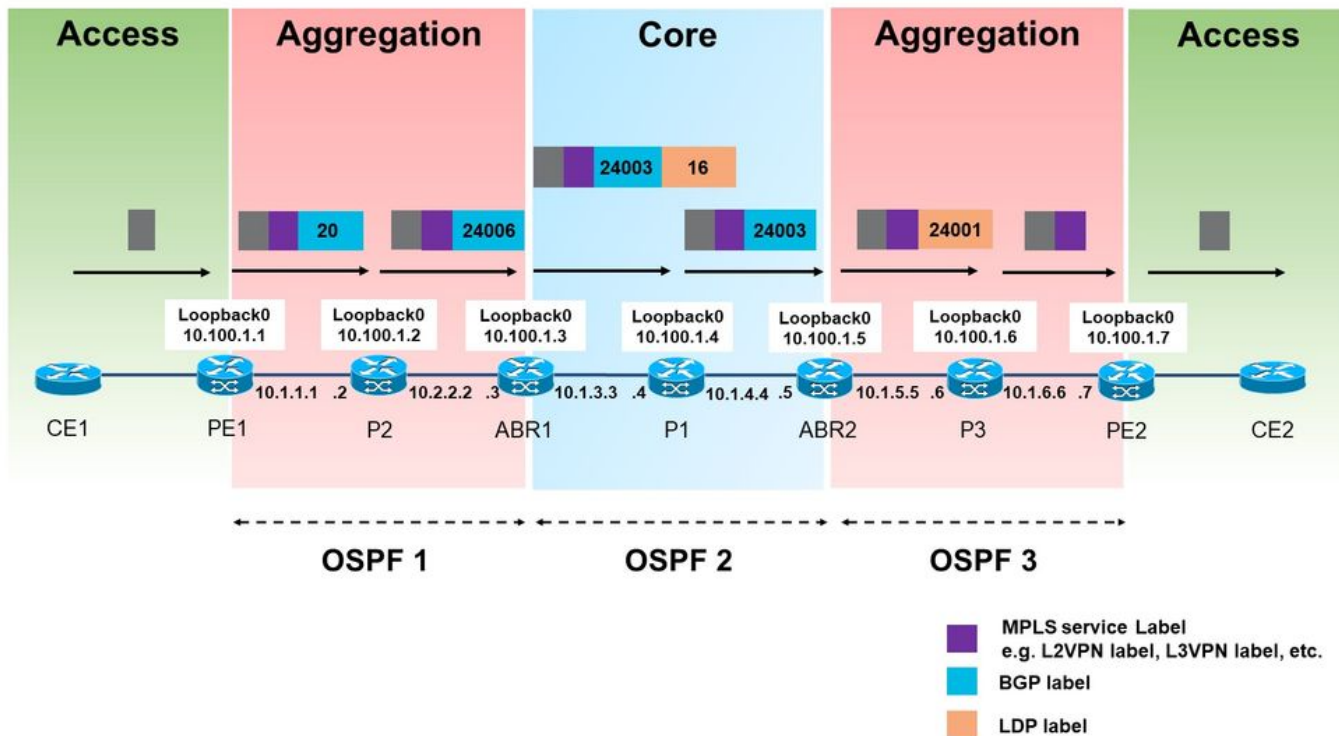 Access
Aggregation
Core
Aggregation
Access
24003
16
20
24006
24003
24001
Loopback0
10.100.1.1
Loopback0
10.100.1.2
Loopback0
10.100.1.3
Loopback0
10.100.1.4
Loopback0
10.100.1.5
Loopback0
10.100.1.6
Loopback0
10.100.1.7
10.1.1.1
.2
10.2.2.2
.3
10.1.3.3
.4
10.1.4.4
.5
10.1.5.5
.6
10.1.6.6
.7
CE1
PE1
P2
ABR1
P1
ABR2
P3
PE2
CE2
OSPF 1
OSPF 2
OSPF 3
MPLS service Label
e.g. L2VPN label, L3VPN label, etc.
BGP label
LDP label